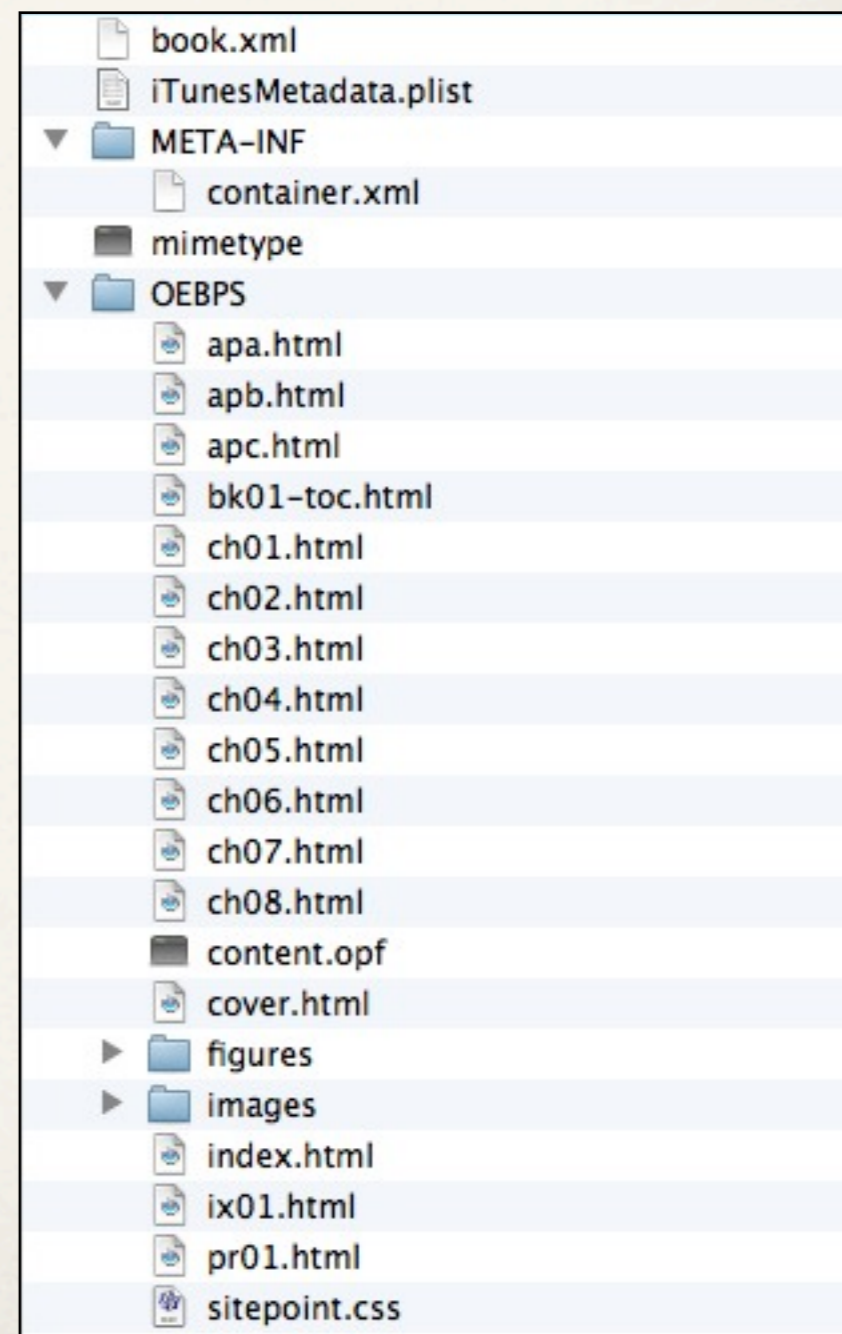 book.xml
iTunesMetadata.plist
META-INF
container.xml
mimetype
OEBPS
apa.html
apb.html
apc.html
bk01-toc.html
ch01.html
ch02.html
ch03.html
ch04.html
ch05.html
ch06.html
ch07.html
ch08.html
content.opf
cover.html
figures
images
index.html
ix01.html
pr01.html
sitepoint.css